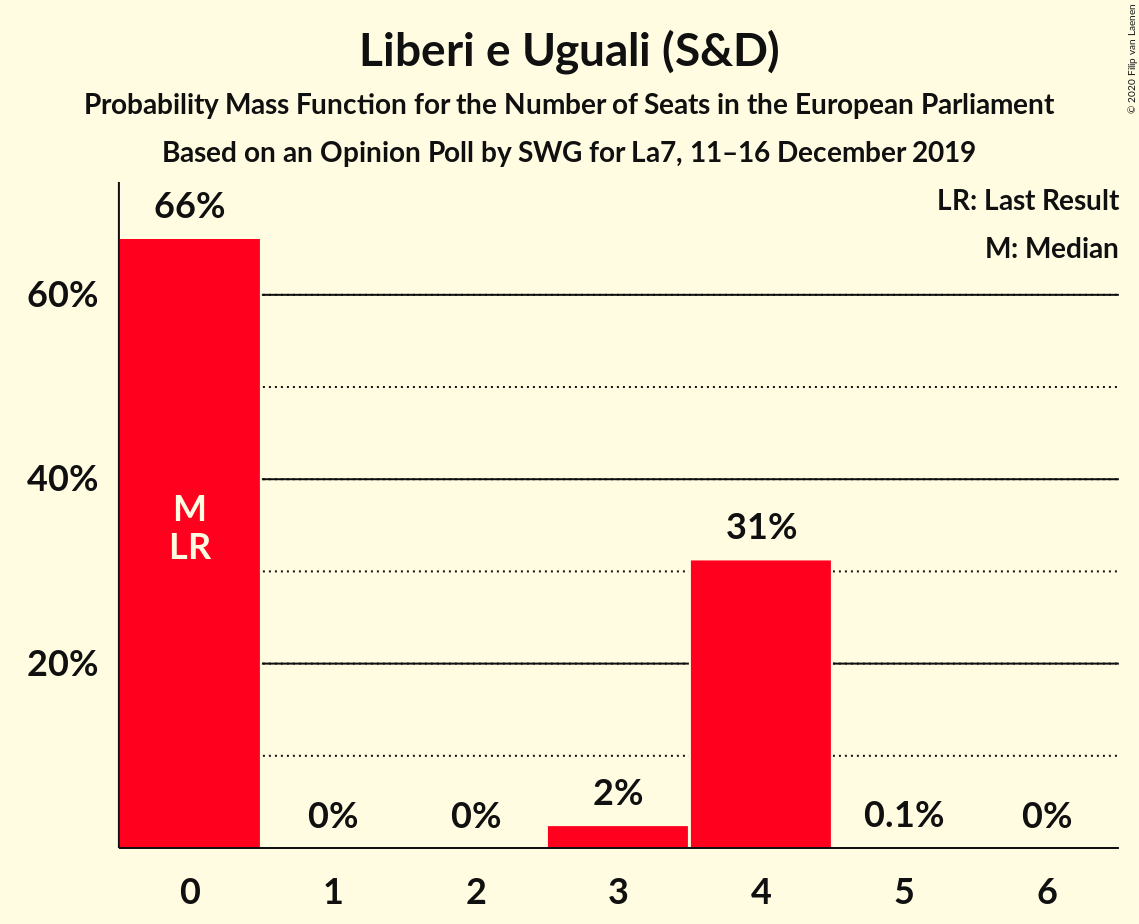 Liberi e Uguali (S&D)
Probability Mass Function for the Number of Seats in the European Parliament
Based on an Opinion Poll by SWG for La7, 11–16 December 2019
© 2020 Filip van Laenen
LR: Last Result
M: Median
66%
60%
40%
20%
M
LR
0%
0%
2%
31%
0.1%
0%
0 1 2 3 4 5 6